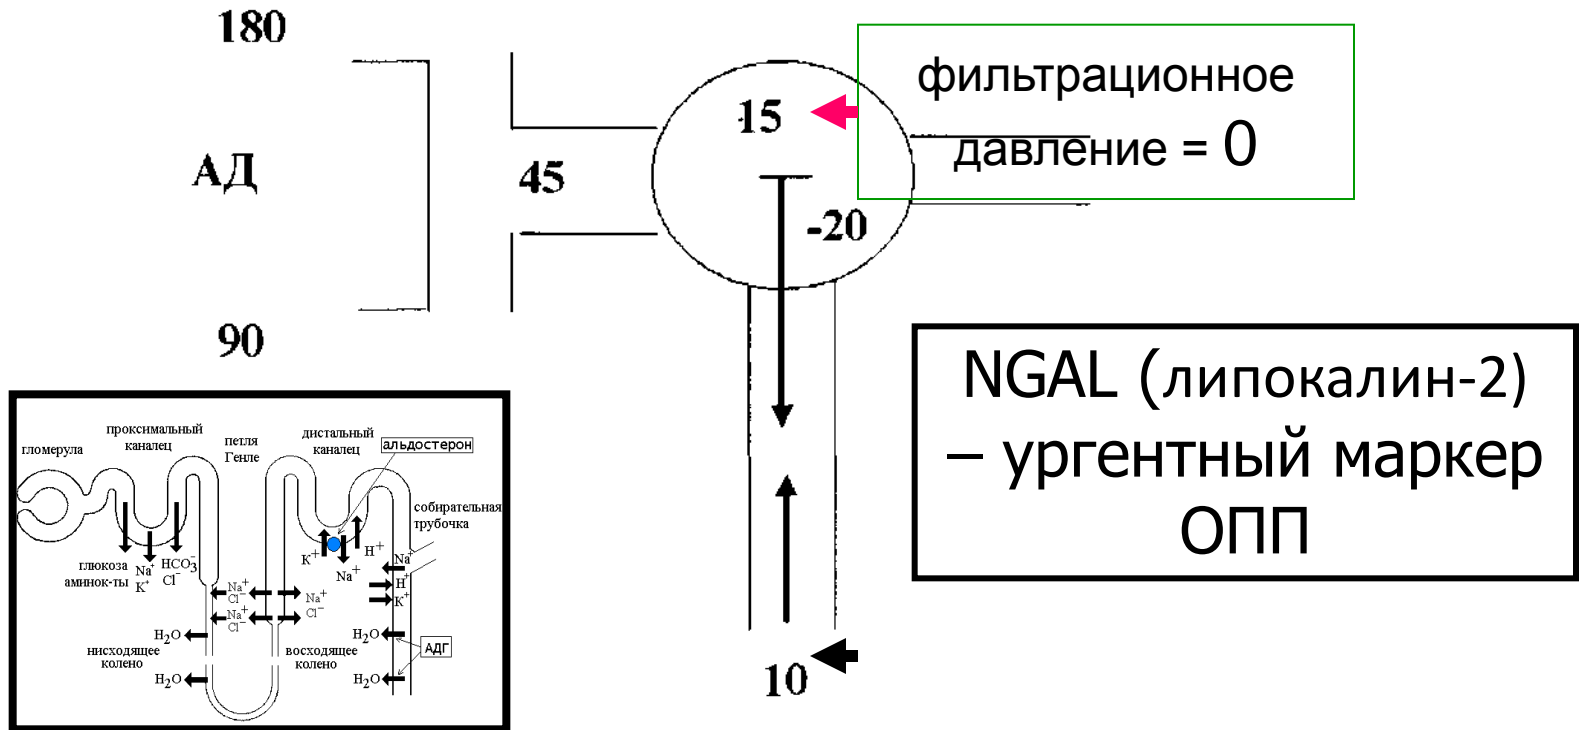 180
фильтрационное
давление = 0
15
АД
45
-20
90
10
NGAL (липокалин-2)
– ургентный маркер
ОПП
гломерула
проксимальный
каналец
петля
Генле
дистальный
каналец
альдостерон
собирательная
трубочка
глюкоза
аминок-ты
Na⁺
K⁺
HCO₃⁻
Cl⁻
K⁺
Na⁺
H⁺
Na⁺
H⁺
K⁺
Na⁺
Cl⁻
Na⁺
Cl⁻
Na⁺
Cl⁻
H₂O
H₂O
нисходящее
колено
восходящее
колено
H₂O
H₂O
АДГ